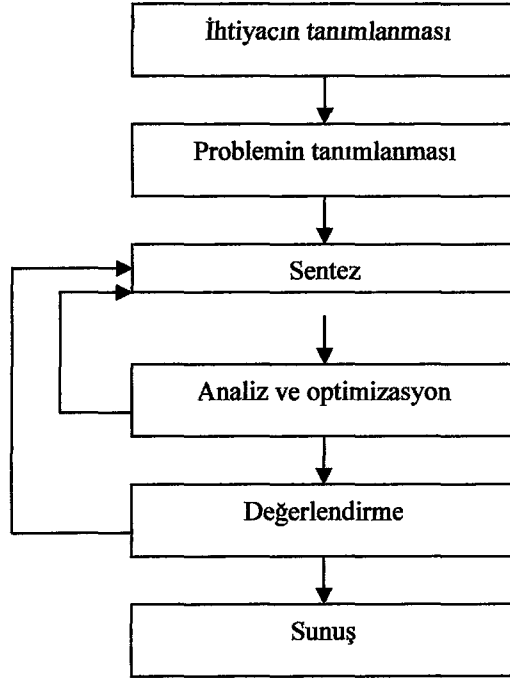 İhtiyacın tanımlanması
Problemin tanımlanması
Sentez
Analiz ve optimizasyon
Değerlendirme
Sunuş